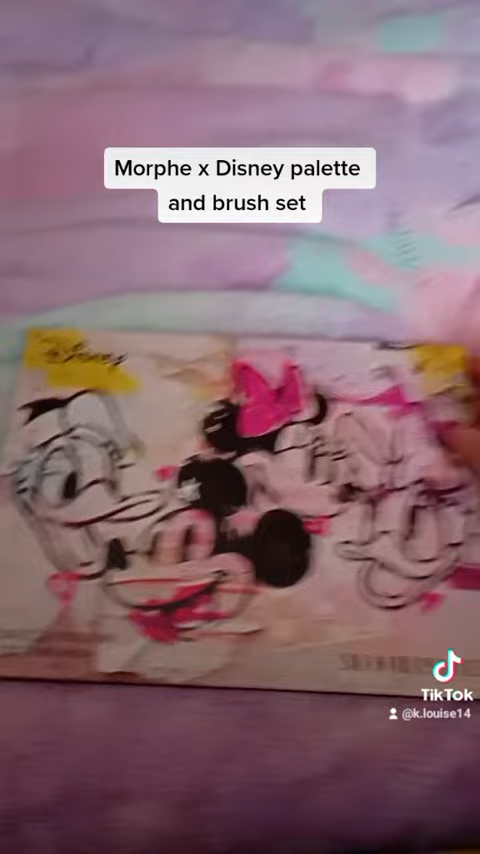 Morphe x Disney palette
and brush set
Disney
TikTok
@k.louise14